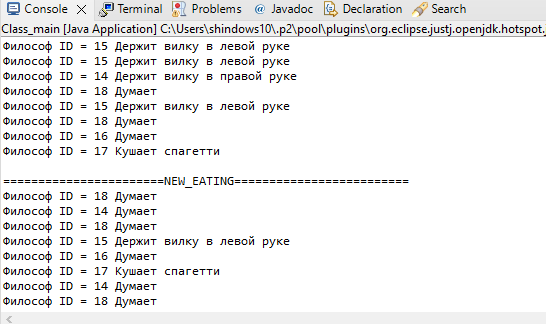 Console Terminal Problems @ Javadoc Declaration Search
Class_main [Java Application] C:\Users\shindows10\.p2\pool\plugins\org.eclipse.justj.openjdk.hotspot.
Философ ID = 15 Держит вилку в левой руке
Философ ID = 15 Держит вилку в левой руке
Философ ID = 14 Держит вилку в правой руке
Философ ID = 18 Думает
Философ ID = 15 Держит вилку в левой руке
Философ ID = 18 Думает
Философ ID = 16 Думает
Философ ID = 17 Кушает спагетти
=======================NEW_EATING=========================
Философ ID = 18 Думает
Философ ID = 14 Думает
Философ ID = 18 Думает
Философ ID = 15 Держит вилку в левой руке
Философ ID = 16 Думает
Философ ID = 17 Кушает спагетти
Философ ID = 14 Думает
Философ ID = 18 Думает